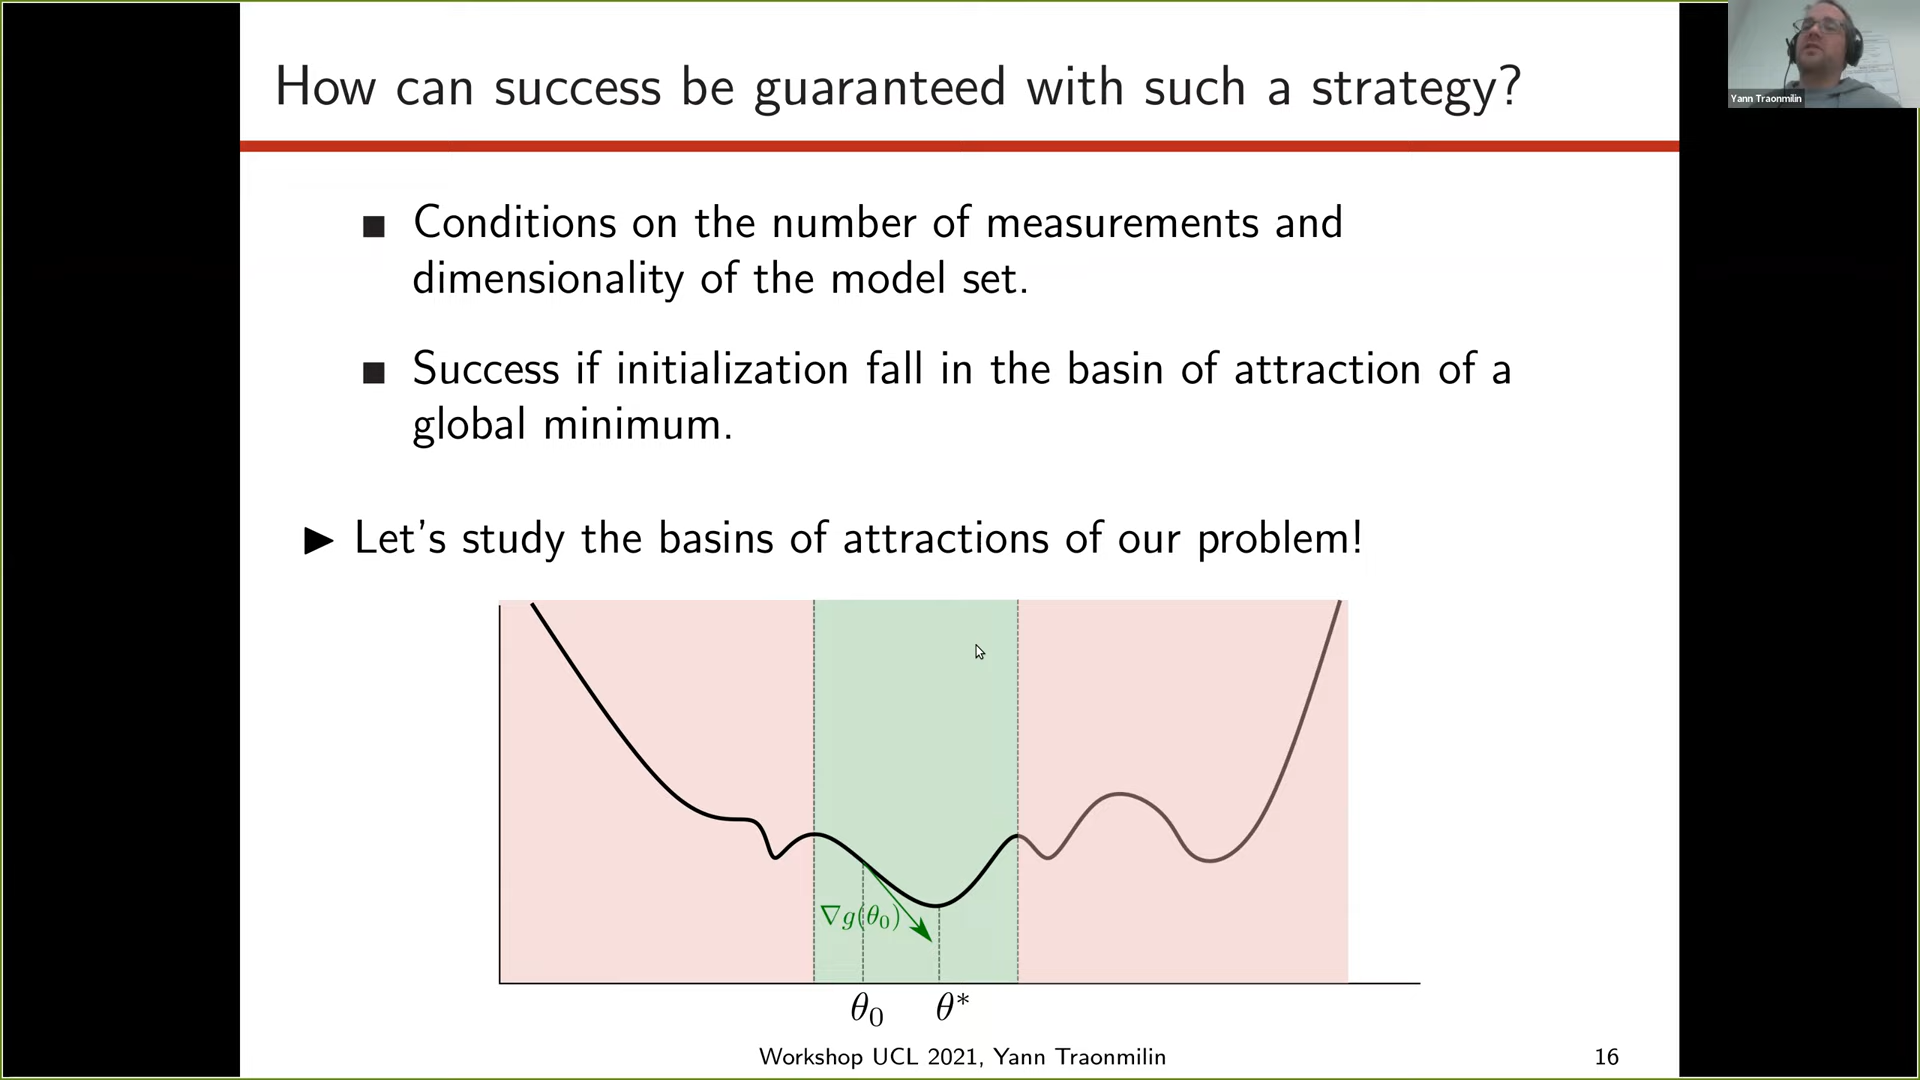 How can success be guaranteed with such a strategy?
Yann Traonmilin
■ Conditions on the number of measurements and
dimensionality of the model set.
■ Success if initialization fall in the basin of attraction of a
global minimum.
▶ Let's study the basins of attractions of our problem!
∇g(θ₀)
θ₀ θ*
Workshop UCL 2021, Yann Traonmilin 16